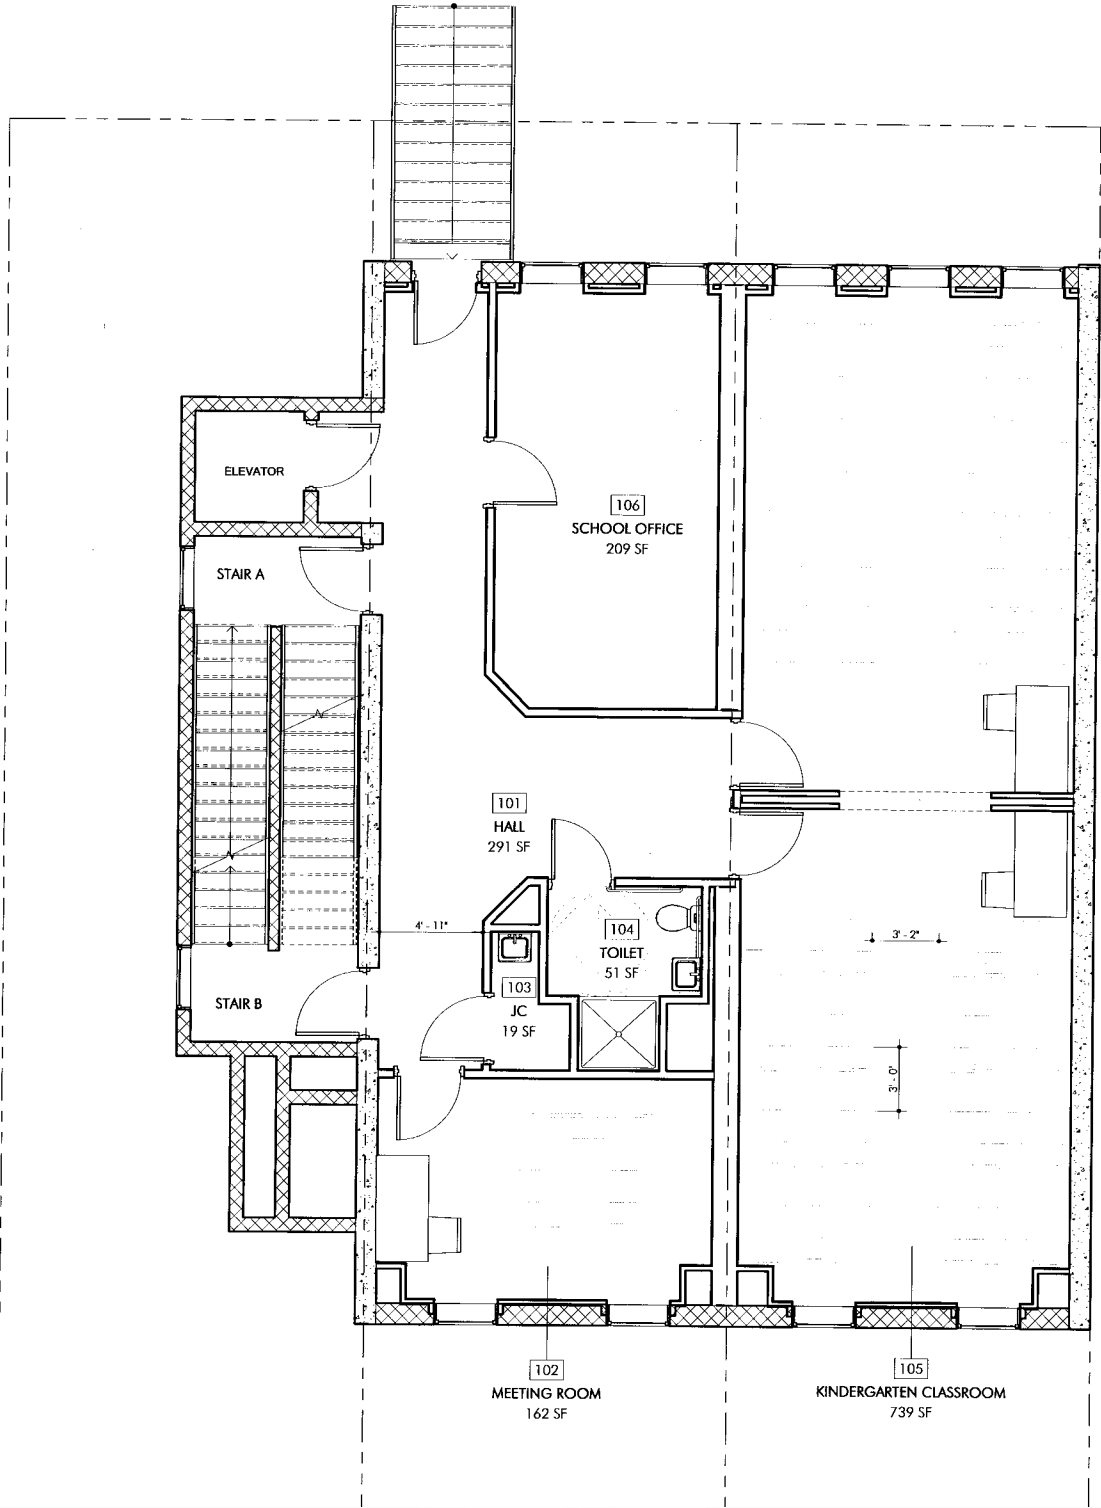 ELEVATOR
106
SCHOOL OFFICE
209 SF
STAIR A
101
HALL
291 SF
4' - 11"
104
TOILET
51 SF
3' - 2"
103
JC
19 SF
STAIR B
3' - 0"
102
MEETING ROOM
162 SF
105
KINDERGARTEN CLASSROOM
739 SF